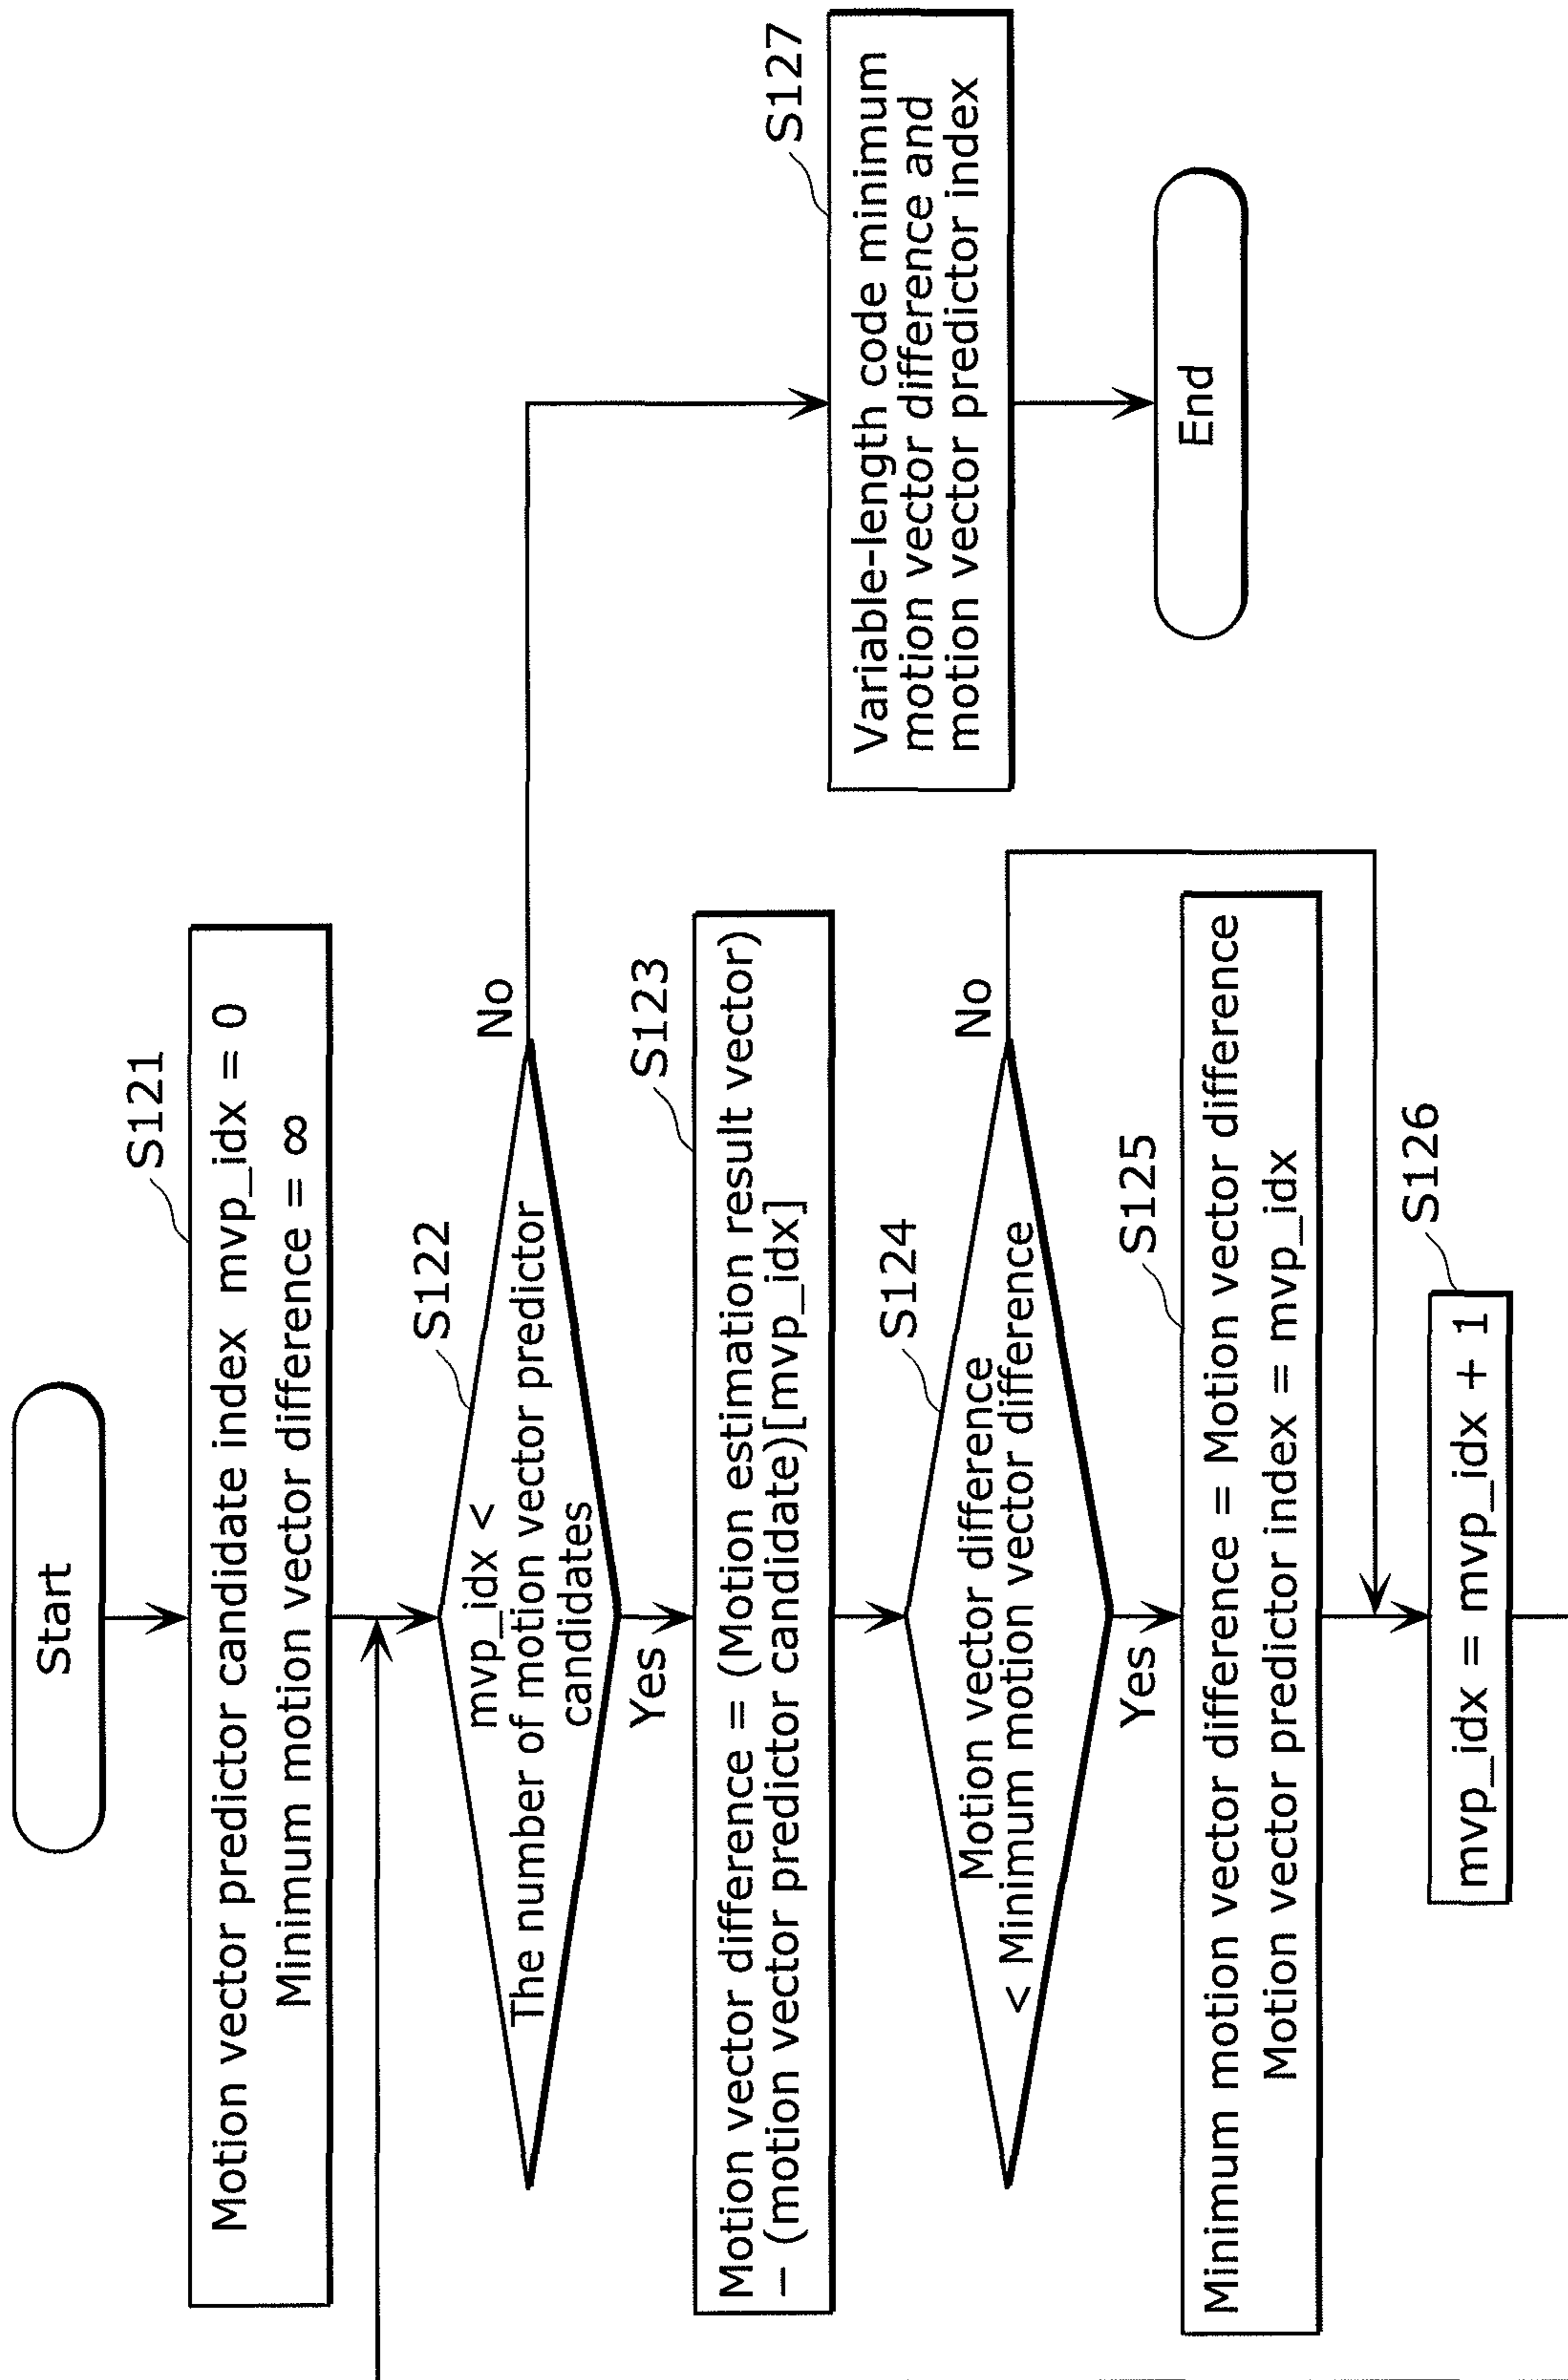 Start
S121
Motion vector predictor candidate index mvp_idx = 0
Minimum motion vector difference = ∞
S122
mvp_idx <
The number of motion vector predictor
candidates
No
Yes
S123
Motion vector difference = (Motion estimation result vector)
− (motion vector predictor candidate)[mvp_idx]
S124
Motion vector difference
< Minimum motion vector difference
No
Yes
S125
Minimum motion vector difference = Motion vector difference
Motion vector predictor index = mvp_idx
S126
mvp_idx = mvp_idx + 1
S127
Variable-length code minimum
motion vector difference and
motion vector predictor index
End